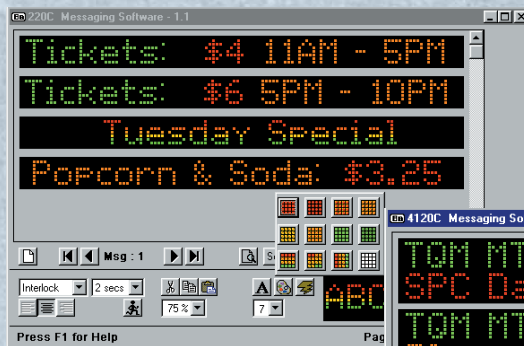 220C Messaging Software - 1.1
Tickets: $4 11AM - 5PM
Tickets: $6 5PM - 10PM
Tuesday Special
Popcorn & Soda: $3.25
4120C Messaging
TQM MT
SPC Da
TQM MT
Msg : 1
Interlock
2 secs
75 %
A
7
ABC
Press F1 for Help